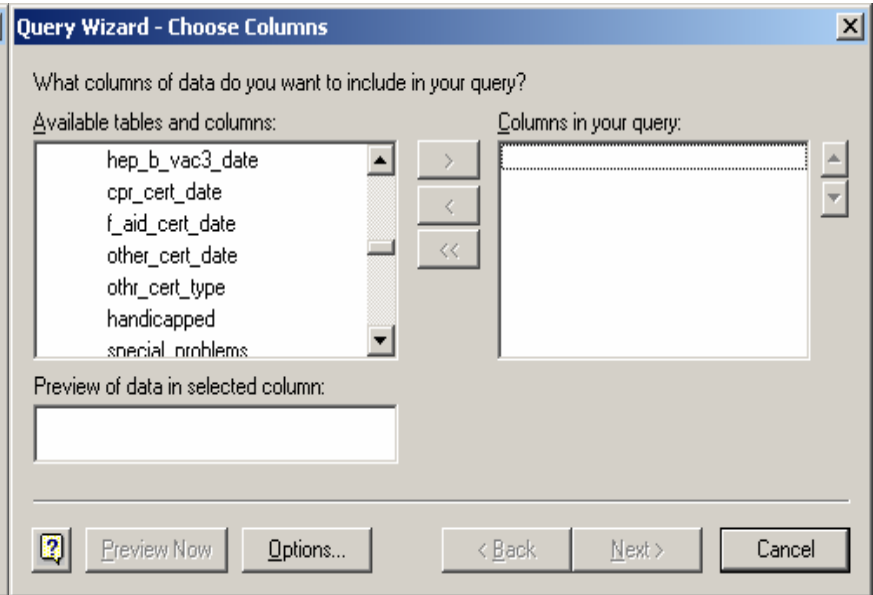 Query Wizard - Choose Columns
What columns of data do you want to include in your query?
Available tables and columns:
Columns in your query:
hep_b_vac3_date
cpr_cert_date
f_aid_cert_date
other_cert_date
othr_cert_type
handicapped
special_problems
>
<
<<
Preview of data in selected column:
?
Preview Now
Options...
< Back
Next >
Cancel